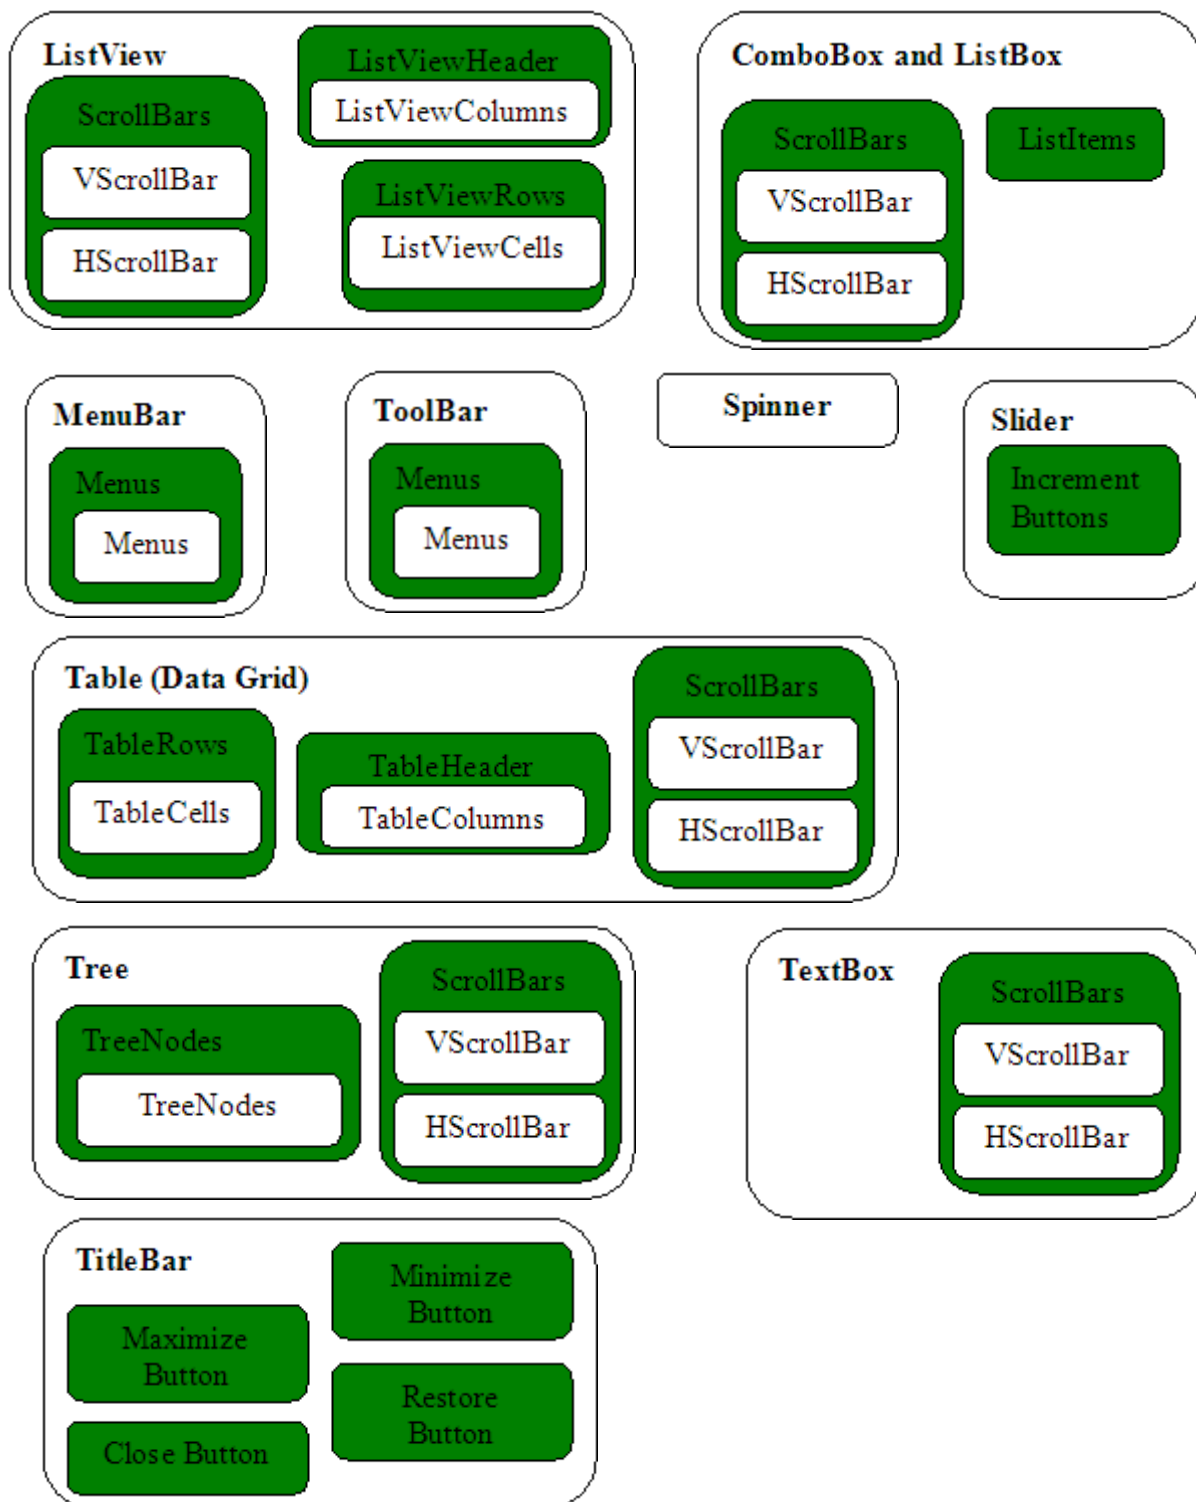 ListView
ListViewHeader
ListViewColumns
ScrollBars
VScrollBar
HScrollBar
ListViewRows
ListViewCells
ComboBox and ListBox
ScrollBars
VScrollBar
HScrollBar
ListItems
MenuBar
Menus
Menus
ToolBar
Menus
Menus
Spinner
Slider
Increment
Buttons
Table (Data Grid)
TableRows
TableCells
TableHeader
TableColumns
ScrollBars
VScrollBar
HScrollBar
Tree
TreeNodes
TreeNodes
ScrollBars
VScrollBar
HScrollBar
TextBox
ScrollBars
VScrollBar
HScrollBar
TitleBar
Minimize
Button
Maximize
Button
Restore
Button
Close Button